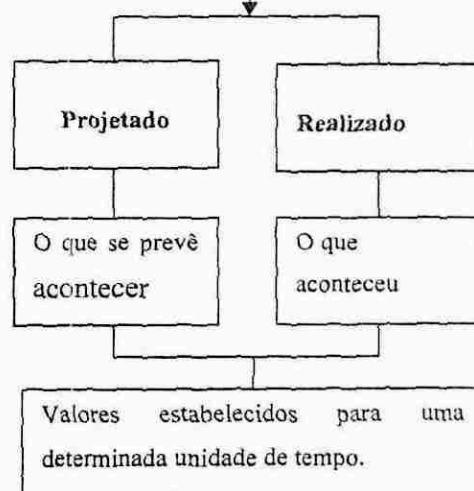 Projetado
Realizado
O que se prevê
acontecer
O que
aconteceu
Valores estabelecidos para uma
determinada unidade de tempo.